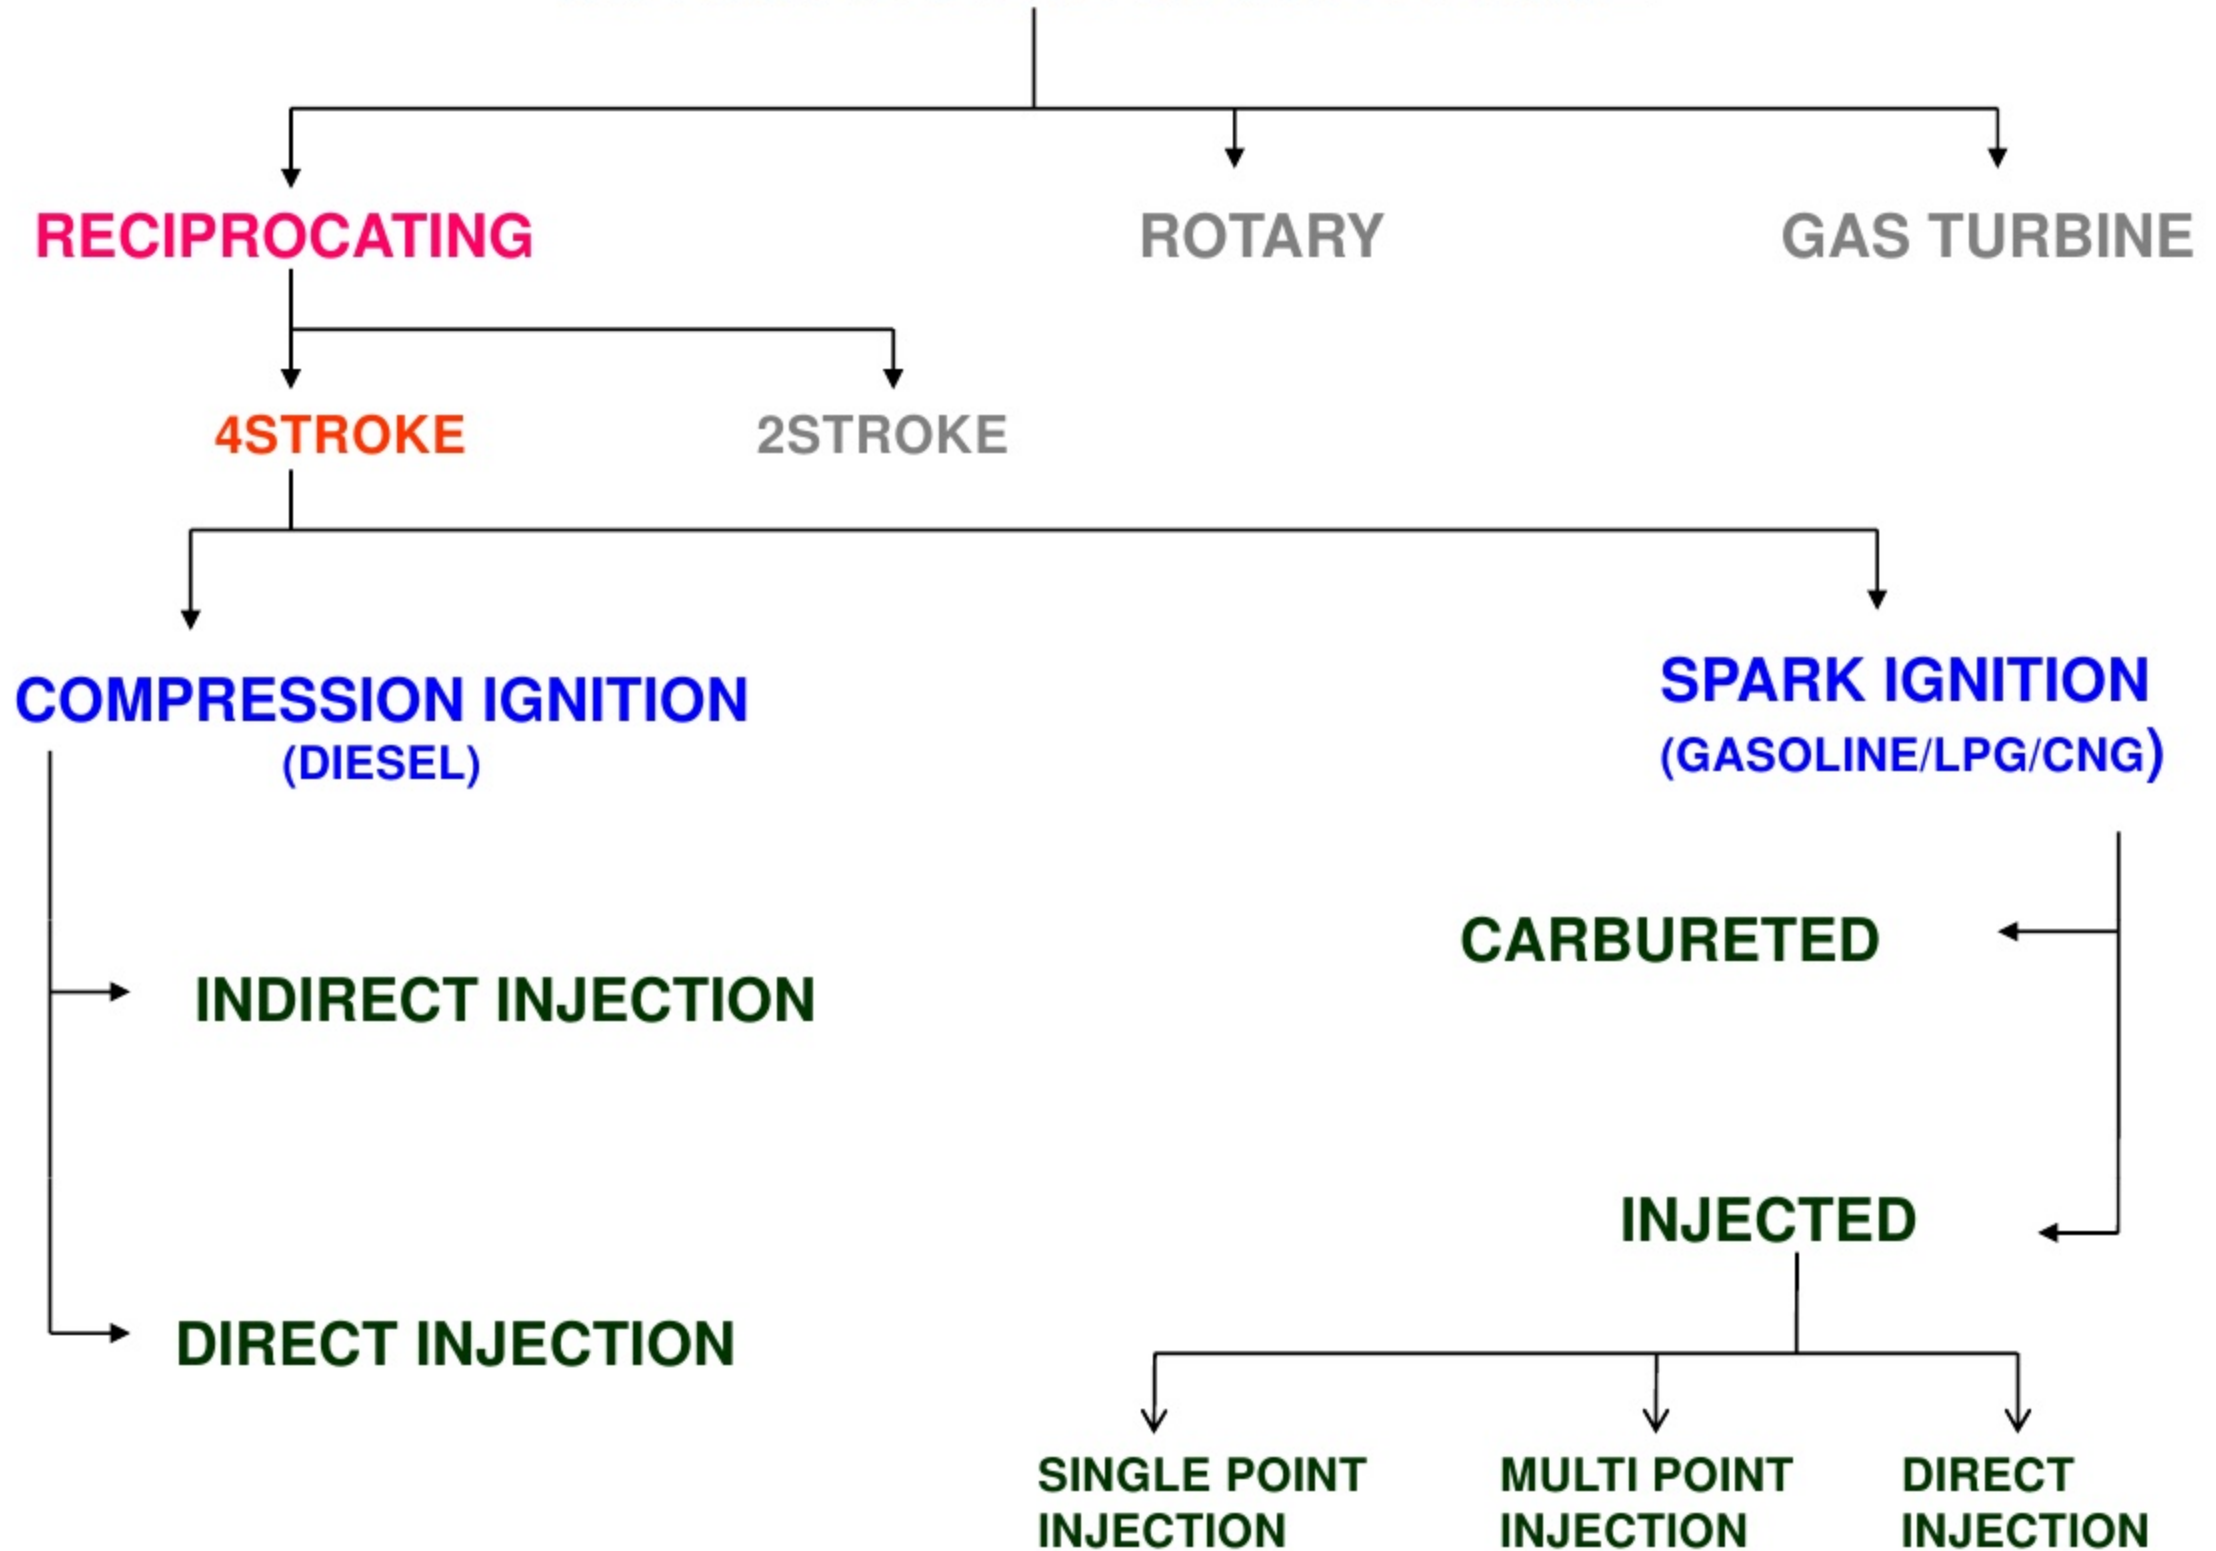 RECIPROCATING
ROTARY
GAS TURBINE
4STROKE
2STROKE
COMPRESSION IGNITION
(DIESEL)
SPARK IGNITION
(GASOLINE/LPG/CNG)
CARBURETED
INDIRECT INJECTION
INJECTED
DIRECT INJECTION
SINGLE POINT
INJECTION
MULTI POINT
INJECTION
DIRECT
INJECTION